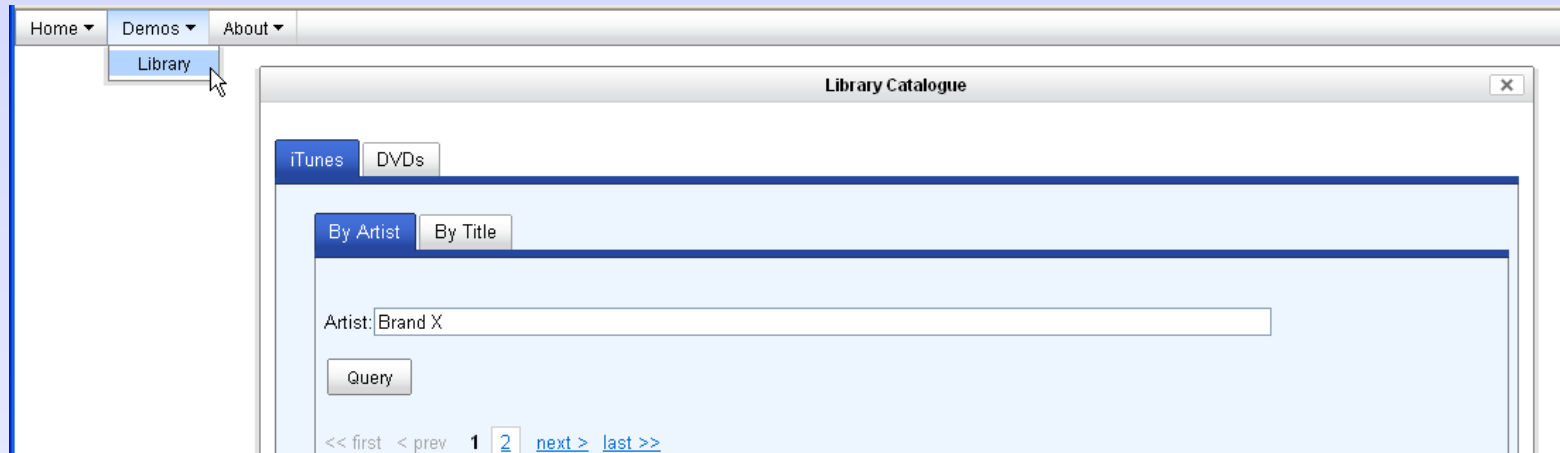 Home Demos About
Library
Library Catalogue
iTunes DVDs
By Artist By Title
Artist: Brand X
Query
<< first < prev 1 2 next > last >>